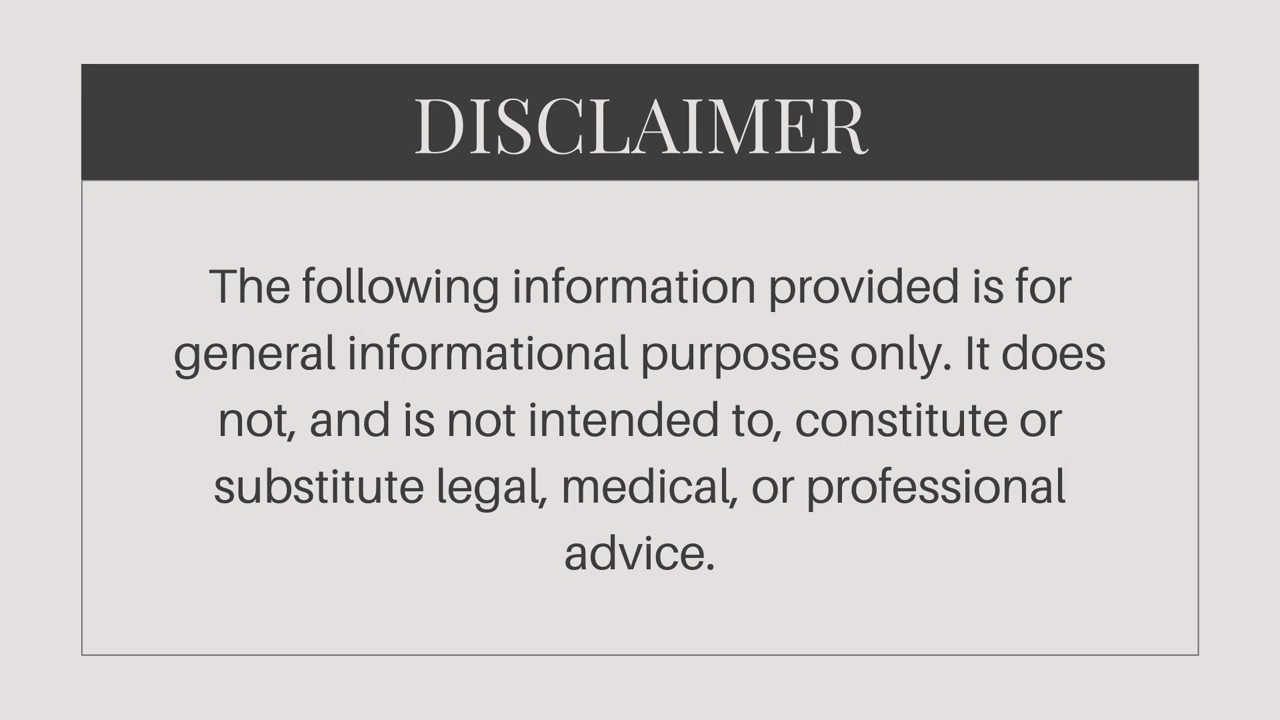 DISCLAIMER
The following information provided is for
general informational purposes only. It does
not, and is not intended to, constitute or
substitute legal, medical, or professional
advice.